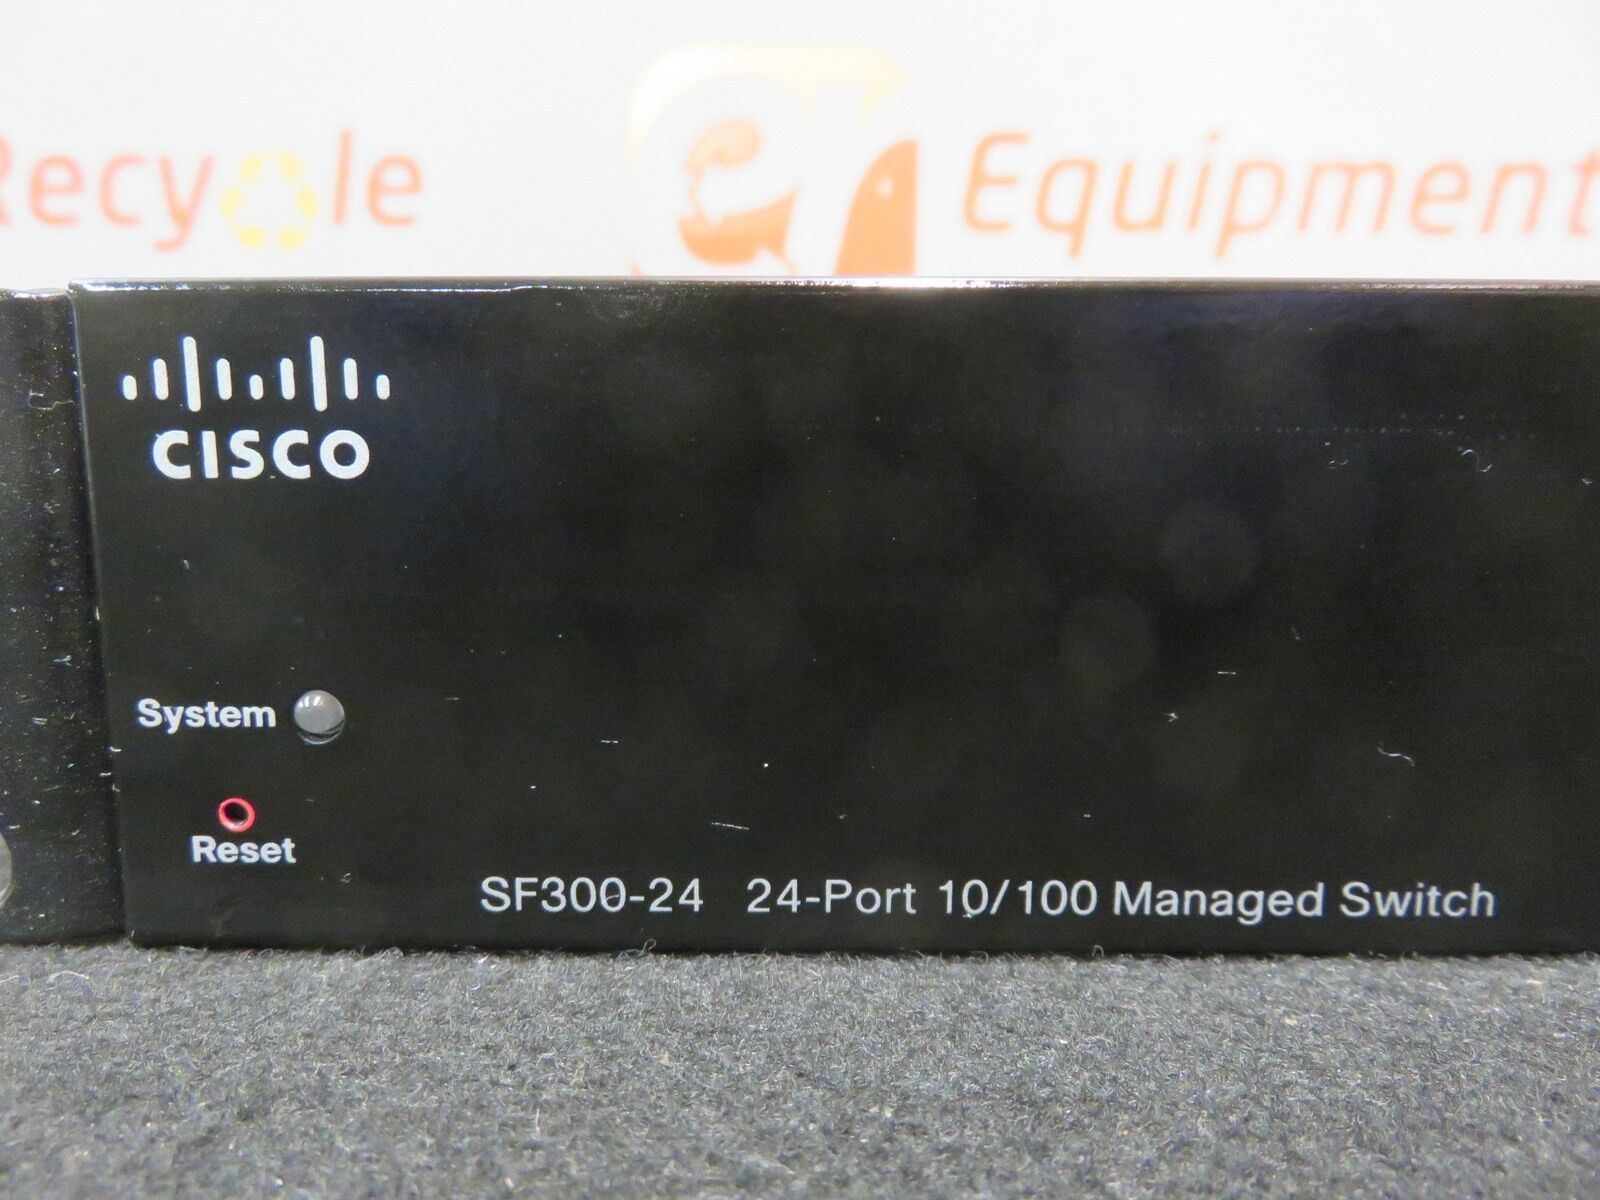 Recycle Equipment
CISCO
System
Reset
SF300-24 24-Port 10/100 Managed Switch